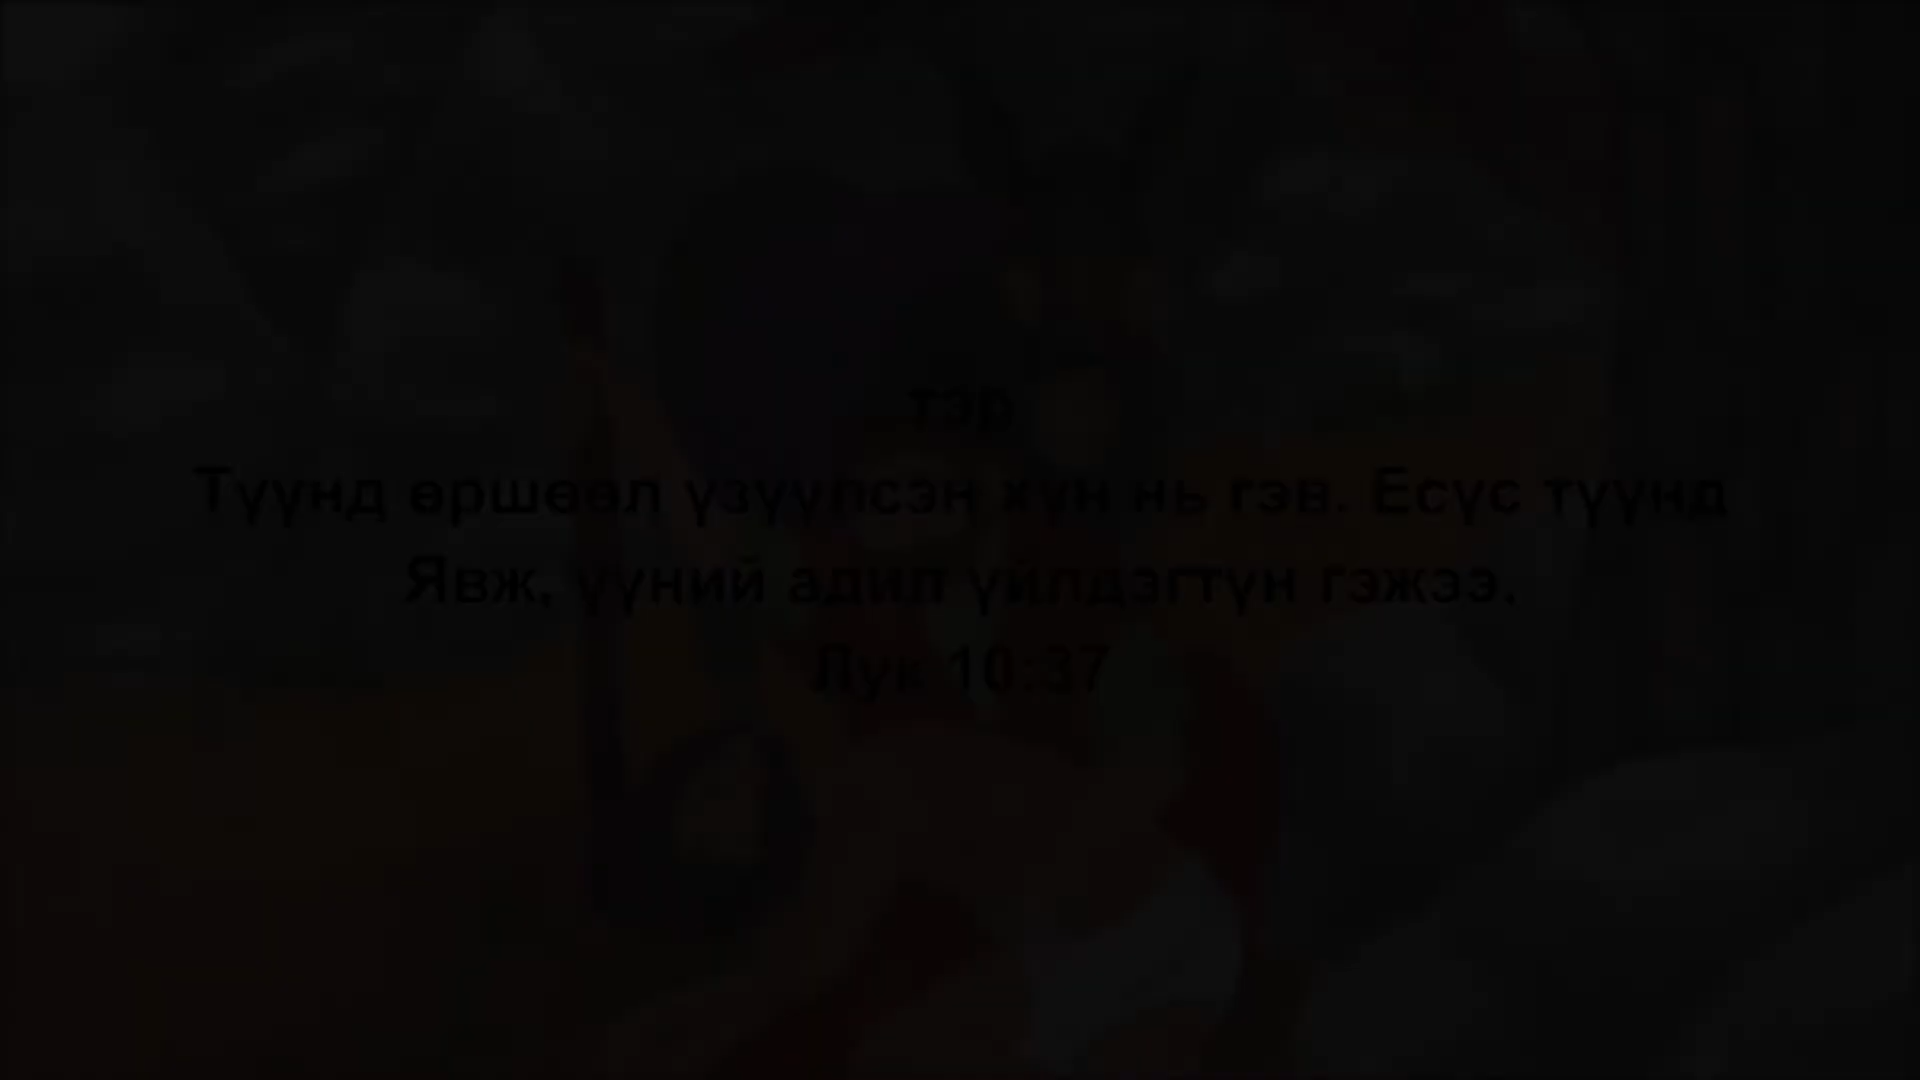 тэр
Түүнд өршөөл үзүүлсэн хүн нь гэв. Есүс түүнд
Явж, үүний адил үйлдэгтүн гэжээ.
Лук 10:37